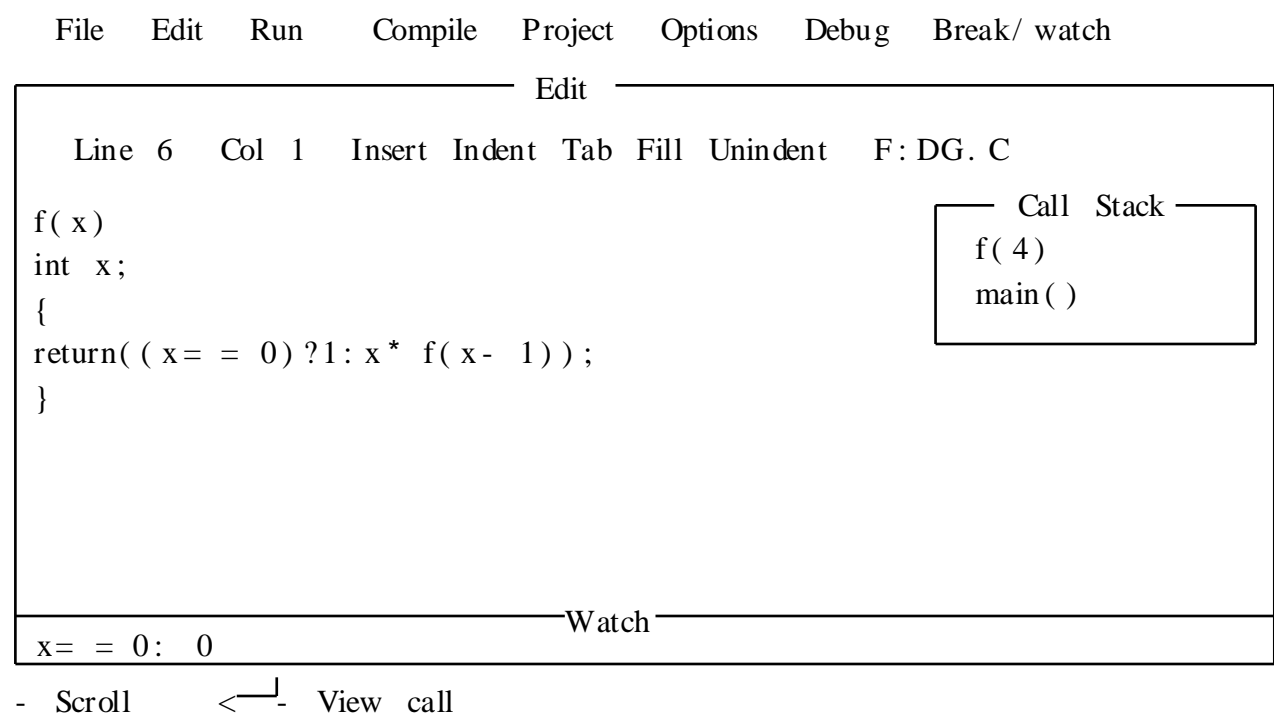 File Edit Run Compile Project Options Debug Break/ watch
Edit
Line 6 Col 1 Insert Indent Tab Fill Unindent F:DG.C
Call Stack
f(4)
main()
f(x)
int x;
{
return((x= = 0)?1:x* f(x- 1));
}
Watch
x= = 0: 0
- Scroll <─┘- View call